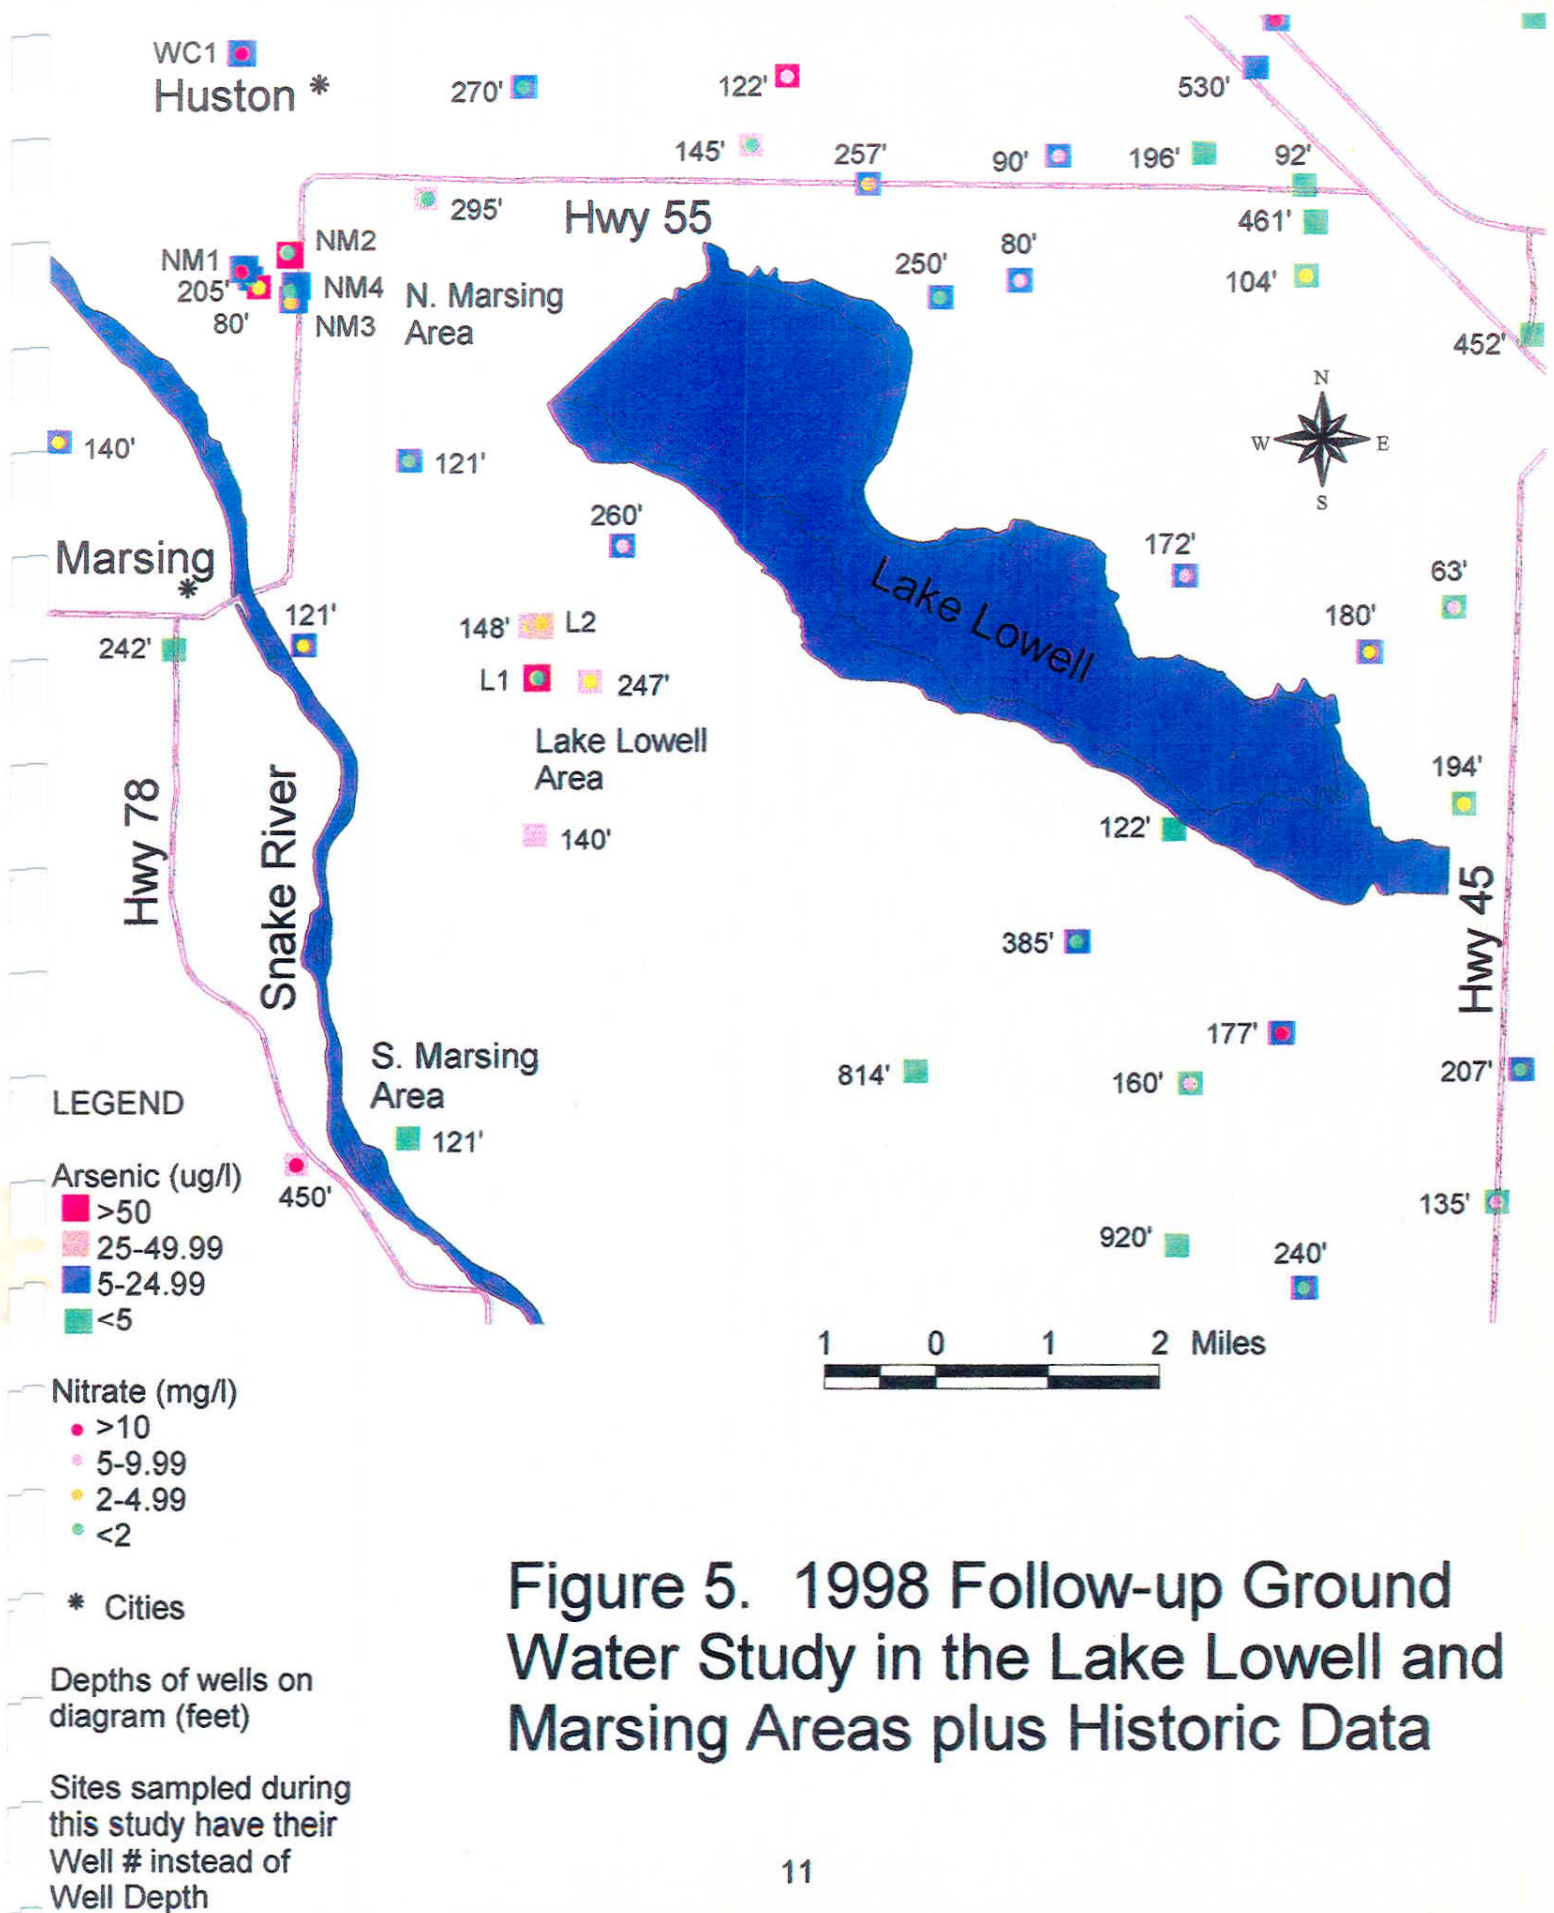 WC1
Huston *
270'
122'
530'
145'
257'
90'
196'
92'
295'
Hwy 55
461'
NM2
80'
NM1
250'
104'
205'
NM4
N. Marsing
Area
80'
NM3
452'
N
W
E
S
140'
121'
260'
172'
Marsing
*
63'
Lake Lowell
121'
180'
148'
L2
242'
L1
247'
Lake Lowell
Area
194'
Hwy 78
Snake River
122'
140'
Hwy 45
385'
177'
S. Marsing
Area
814'
160'
207'
121'
450'
135'
920'
240'
LEGEND
Arsenic (ug/l)
>50
25-49.99
5-24.99
<5
1 0 1 2 Miles
Nitrate (mg/l)
>10
5-9.99
2-4.99
<2
* Cities
Depths of wells on
diagram (feet)
Sites sampled during
this study have their
Well # instead of
Well Depth
Figure 5. 1998 Follow-up Ground
Water Study in the Lake Lowell and
Marsing Areas plus Historic Data
11